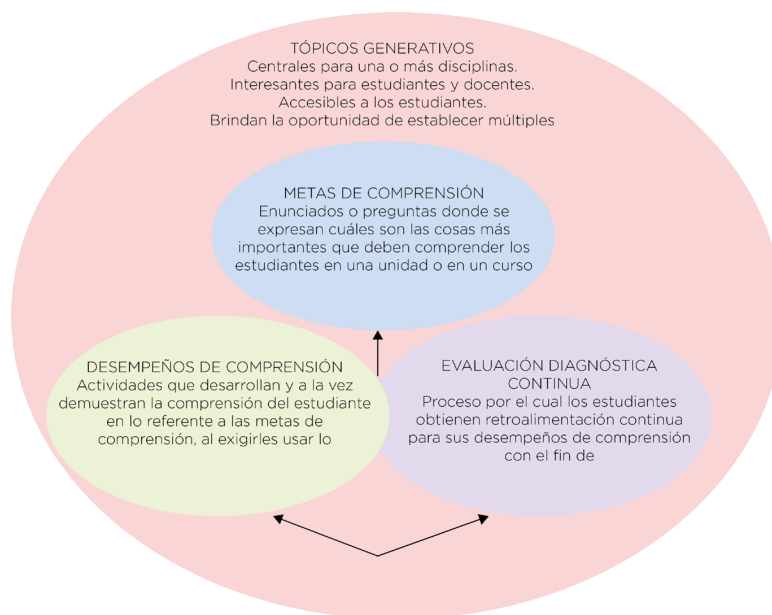 TÓPICOS GENERATIVOS
Centrales para una o más disciplinas.
Interesantes para estudiantes y docentes.
Accesibles a los estudiantes.
Brindan la oportunidad de establecer múltiples
METAS DE COMPRENSIÓN
Enunciados o preguntas donde se
expresan cuáles son las cosas más
importantes que deben comprender los
estudiantes en una unidad o en un curso
DESEMPEÑOS DE COMPRENSIÓN
Actividades que desarrollan y a la vez
demuestran la comprensión del estudiante
en lo referente a las metas de
comprensión, al exigirles usar lo
EVALUACIÓN DIAGNÓSTICA
CONTINUA
Proceso por el cual los estudiantes
obtienen retroalimentación continua
para sus desempeños de comprensión
con el fin de